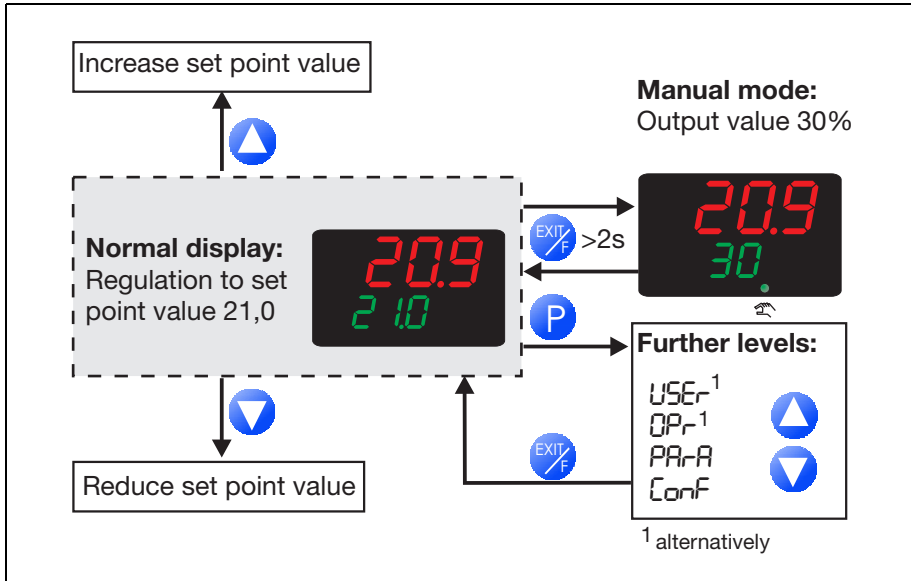 Increase set point value
Manual mode:
Output value 30%
20.9
30
EXIT/F >2s
Normal display:
Regulation to set
point value 21,0
20.9
21.0
P
Further levels:
USEr¹
OPr¹
PArA
ConF
EXIT/F
Reduce set point value
¹ alternatively